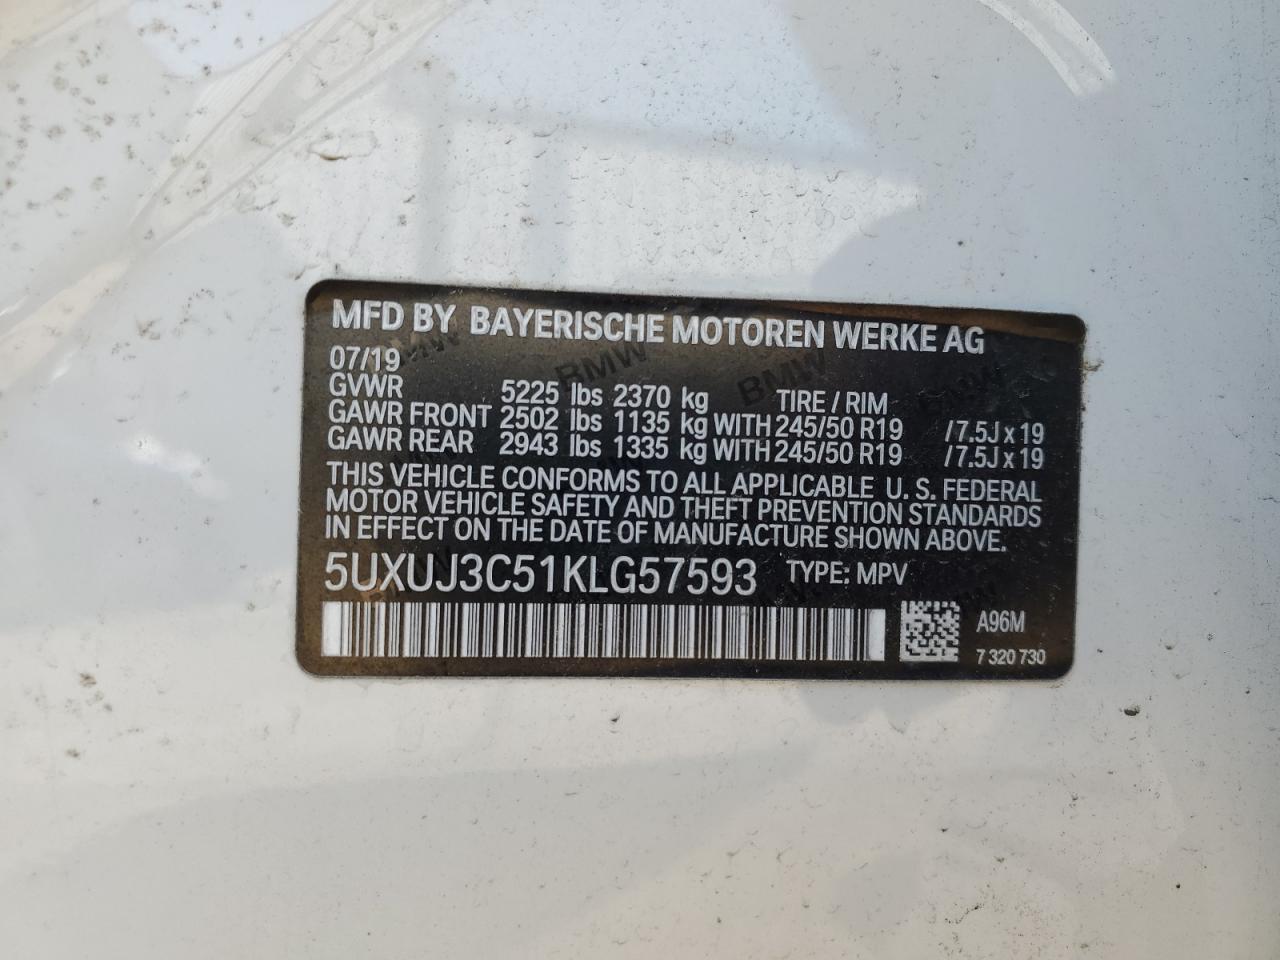 MFD BY BAYERISCHE MOTOREN WERKE AG
07/19
GVWR 5225 lbs 2370 kg TIRE / RIM
GAWR FRONT 2502 lbs 1135 kg WITH 245/50 R19 /7.5J x 19
GAWR REAR 2943 lbs 1335 kg WITH 245/50 R19 /7.5J x 19
THIS VEHICLE CONFORMS TO ALL APPLICABLE U. S. FEDERAL
MOTOR VEHICLE SAFETY AND THEFT PREVENTION STANDARDS
IN EFFECT ON THE DATE OF MANUFACTURE SHOWN ABOVE.
5UXUJ3C51KLG57593 TYPE: MPV
A96M
7 320 730